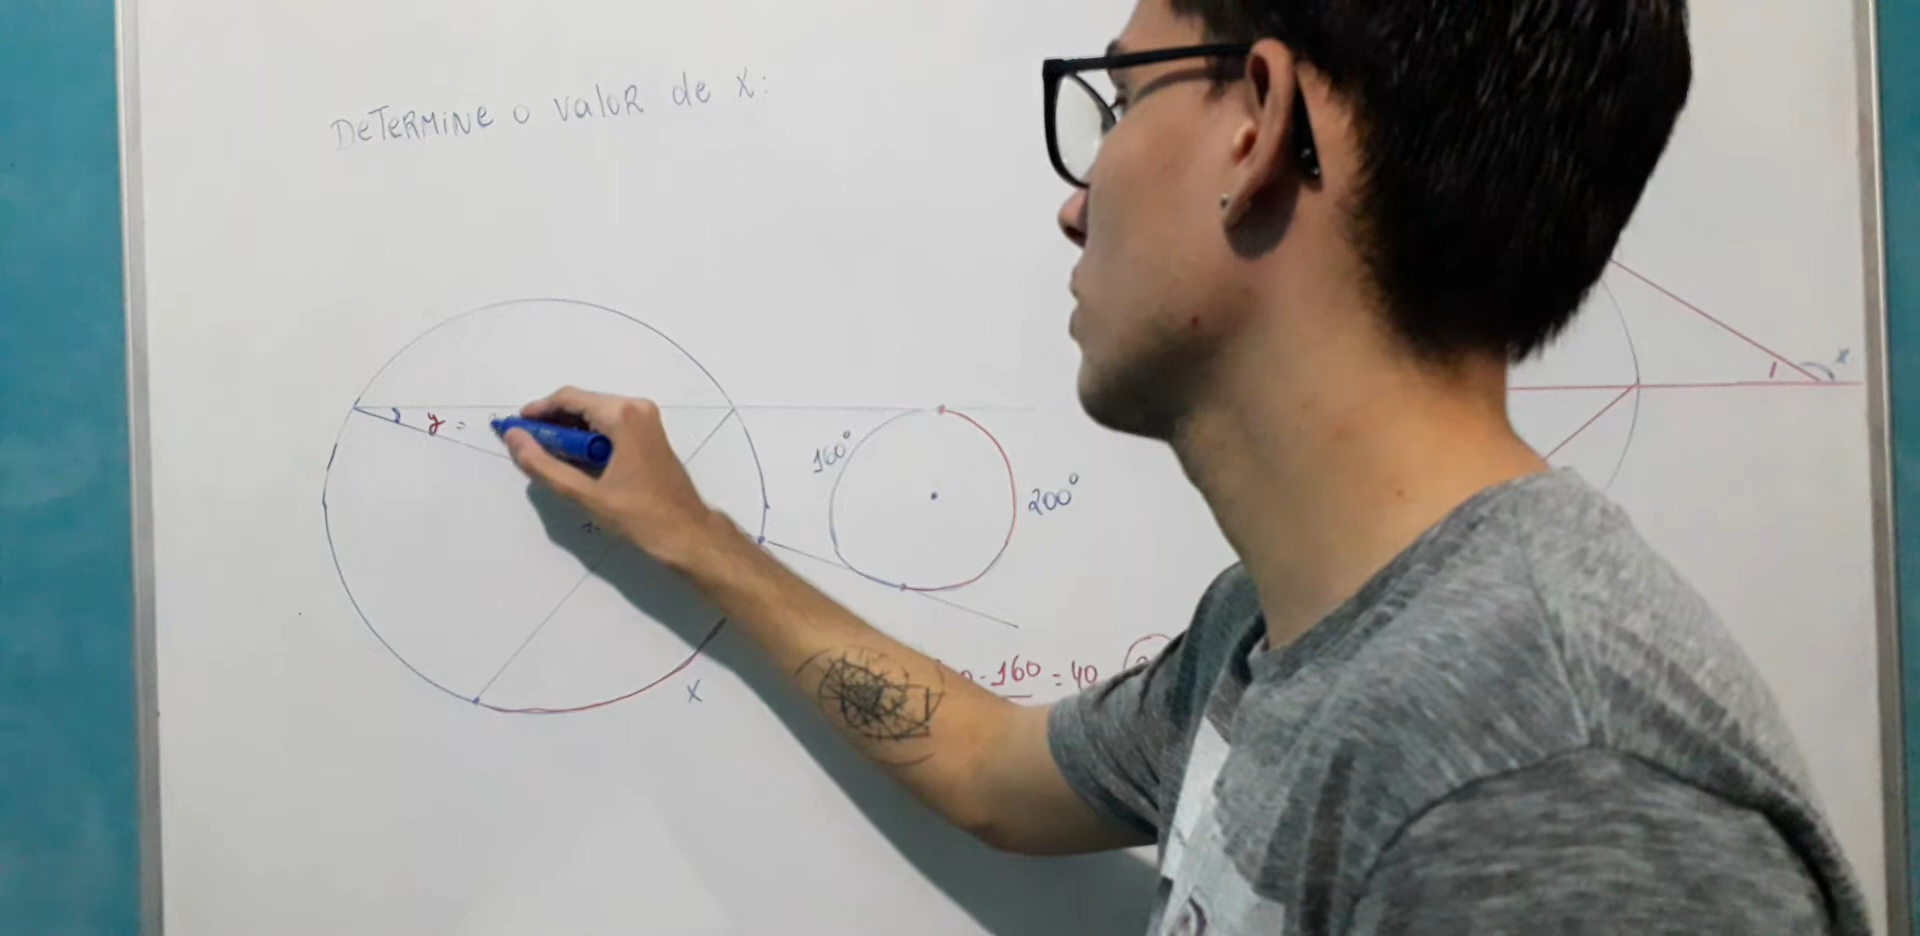 DETERMINE O VALOR DE X:
y =
160°
200°
- 160 = 40
X
x